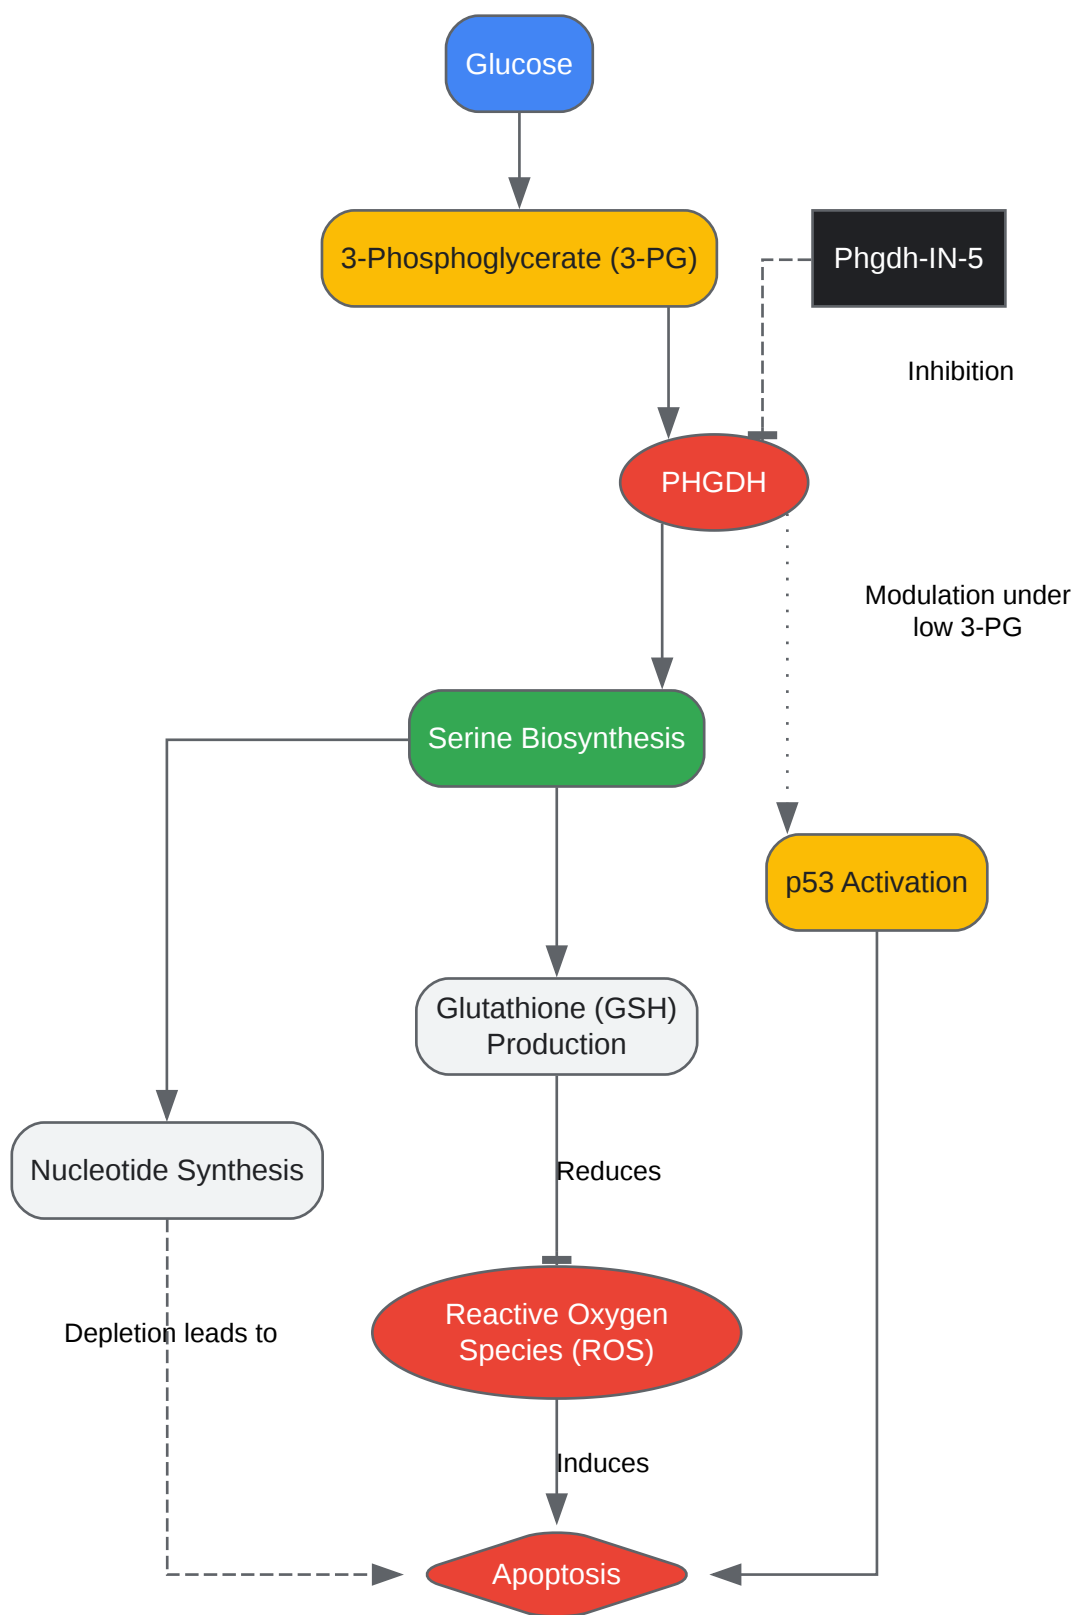 Glucose
3-Phosphoglycerate (3-PG)
Phgdh-IN-5
Inhibition
PHGDH
Modulation under
low 3-PG
Serine Biosynthesis
p53 Activation
Glutathione (GSH)
Production
Nucleotide Synthesis
Reduces
Reactive Oxygen
Species (ROS)
Depletion leads to
Induces
Apoptosis